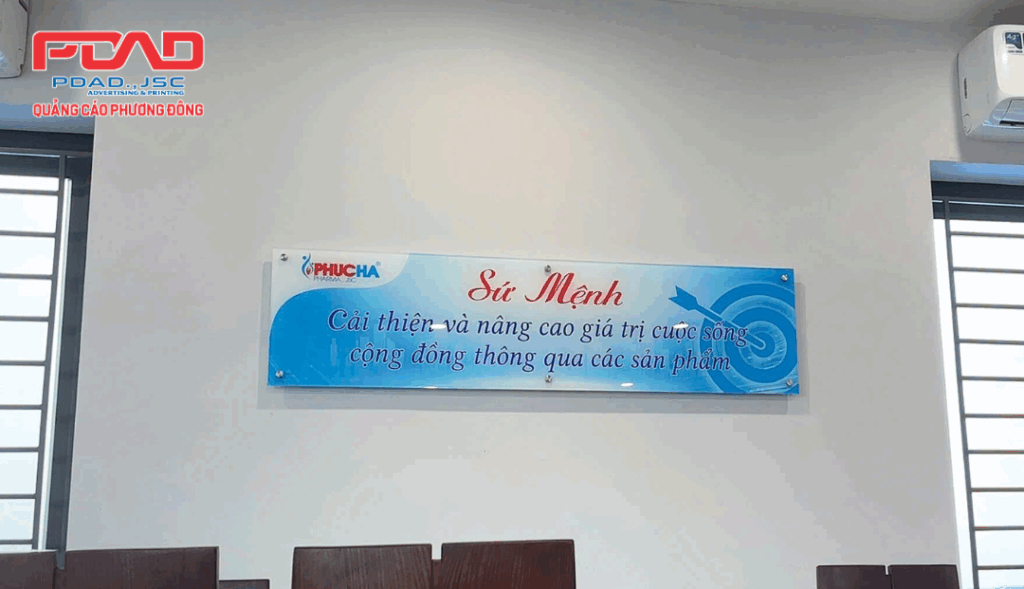 PDAD
PDAD.,JSC
ADVERTISING & PRINTING
QUẢNG CÁO PHƯƠNG ĐÔNG
PHUCHA®
PHARMA.,JSC
Sứ Mệnh
Cải thiện và nâng cao giá trị cuộc sống
cộng đồng thông qua các sản phẩm